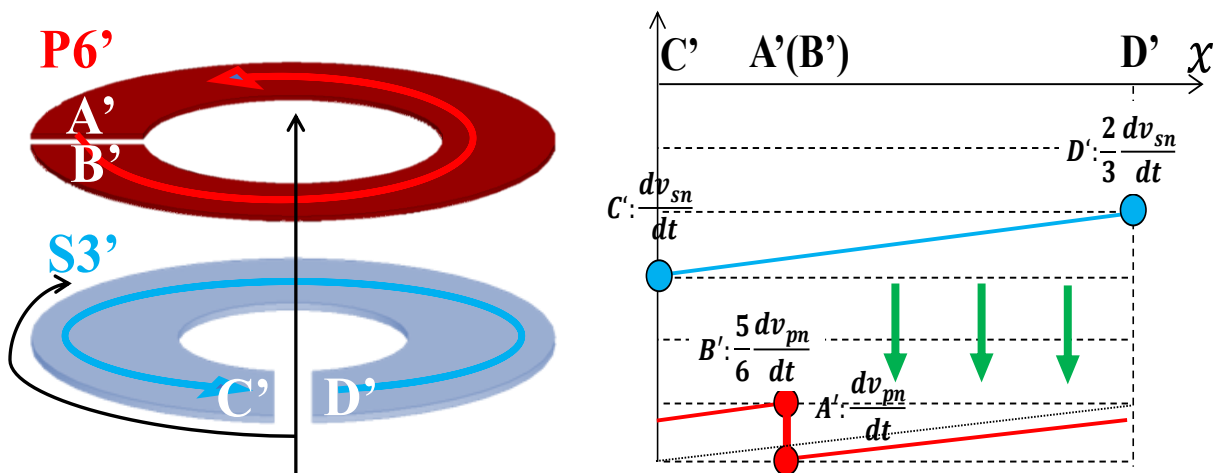 P6’
A’
B’
S3’
C’
D’
C’
A’(B’)
D’
x
D‘: 2/3 dv_sn/dt
C‘: dv_sn/dt
B′: 5/6 dv_pn/dt
A′: dv_pn/dt